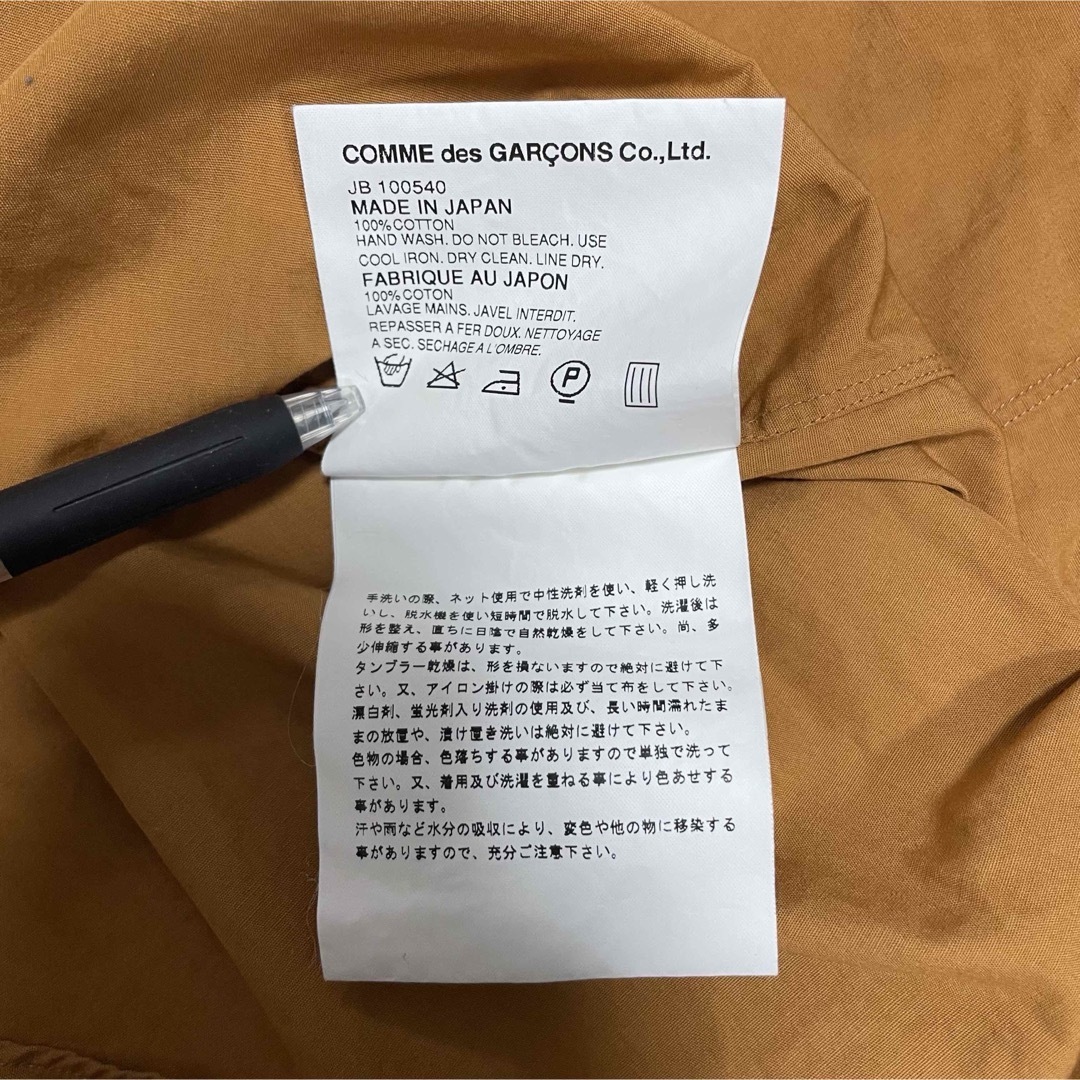 COMME des GARÇONS Co.,Ltd.
JB 100540
MADE IN JAPAN
100%COTTON
HAND WASH. DO NOT BLEACH. USE
COOL IRON. DRY CLEAN. LINE DRY.
FABRIQUE AU JAPON
100%COTON
LAVAGE MAINS. JAVEL INTERDIT.
REPASSER A FER DOUX. NETTOYAGE
A SEC. SECHAGE A L'OMBRE.
P
手洗いの際、ネット使用で中性洗剤を使い、軽く押し洗
いし、脱水機を使い短時間で脱水して下さい。洗濯後は
形を整え、直ちに日陰で自然乾燥をして下さい。尚、多
少伸縮する事があります。
タンブラー乾燥は、形を損ないますので絶対に避けて下
さい。又、アイロン掛けの際は必ず当て布をして下さい。
漂白剤、蛍光剤入り洗剤の使用及び、長い時間濡れたま
まの放置や、漬け置き洗いは絶対に避けて下さい。
色物の場合、色落ちする事がありますので単独で洗って
下さい。又、着用及び洗濯を重ねる事により色あせする
事があります。
汗や雨など水分の吸収により、変色や他の物に移染する
事がありますので、充分ご注意下さい。